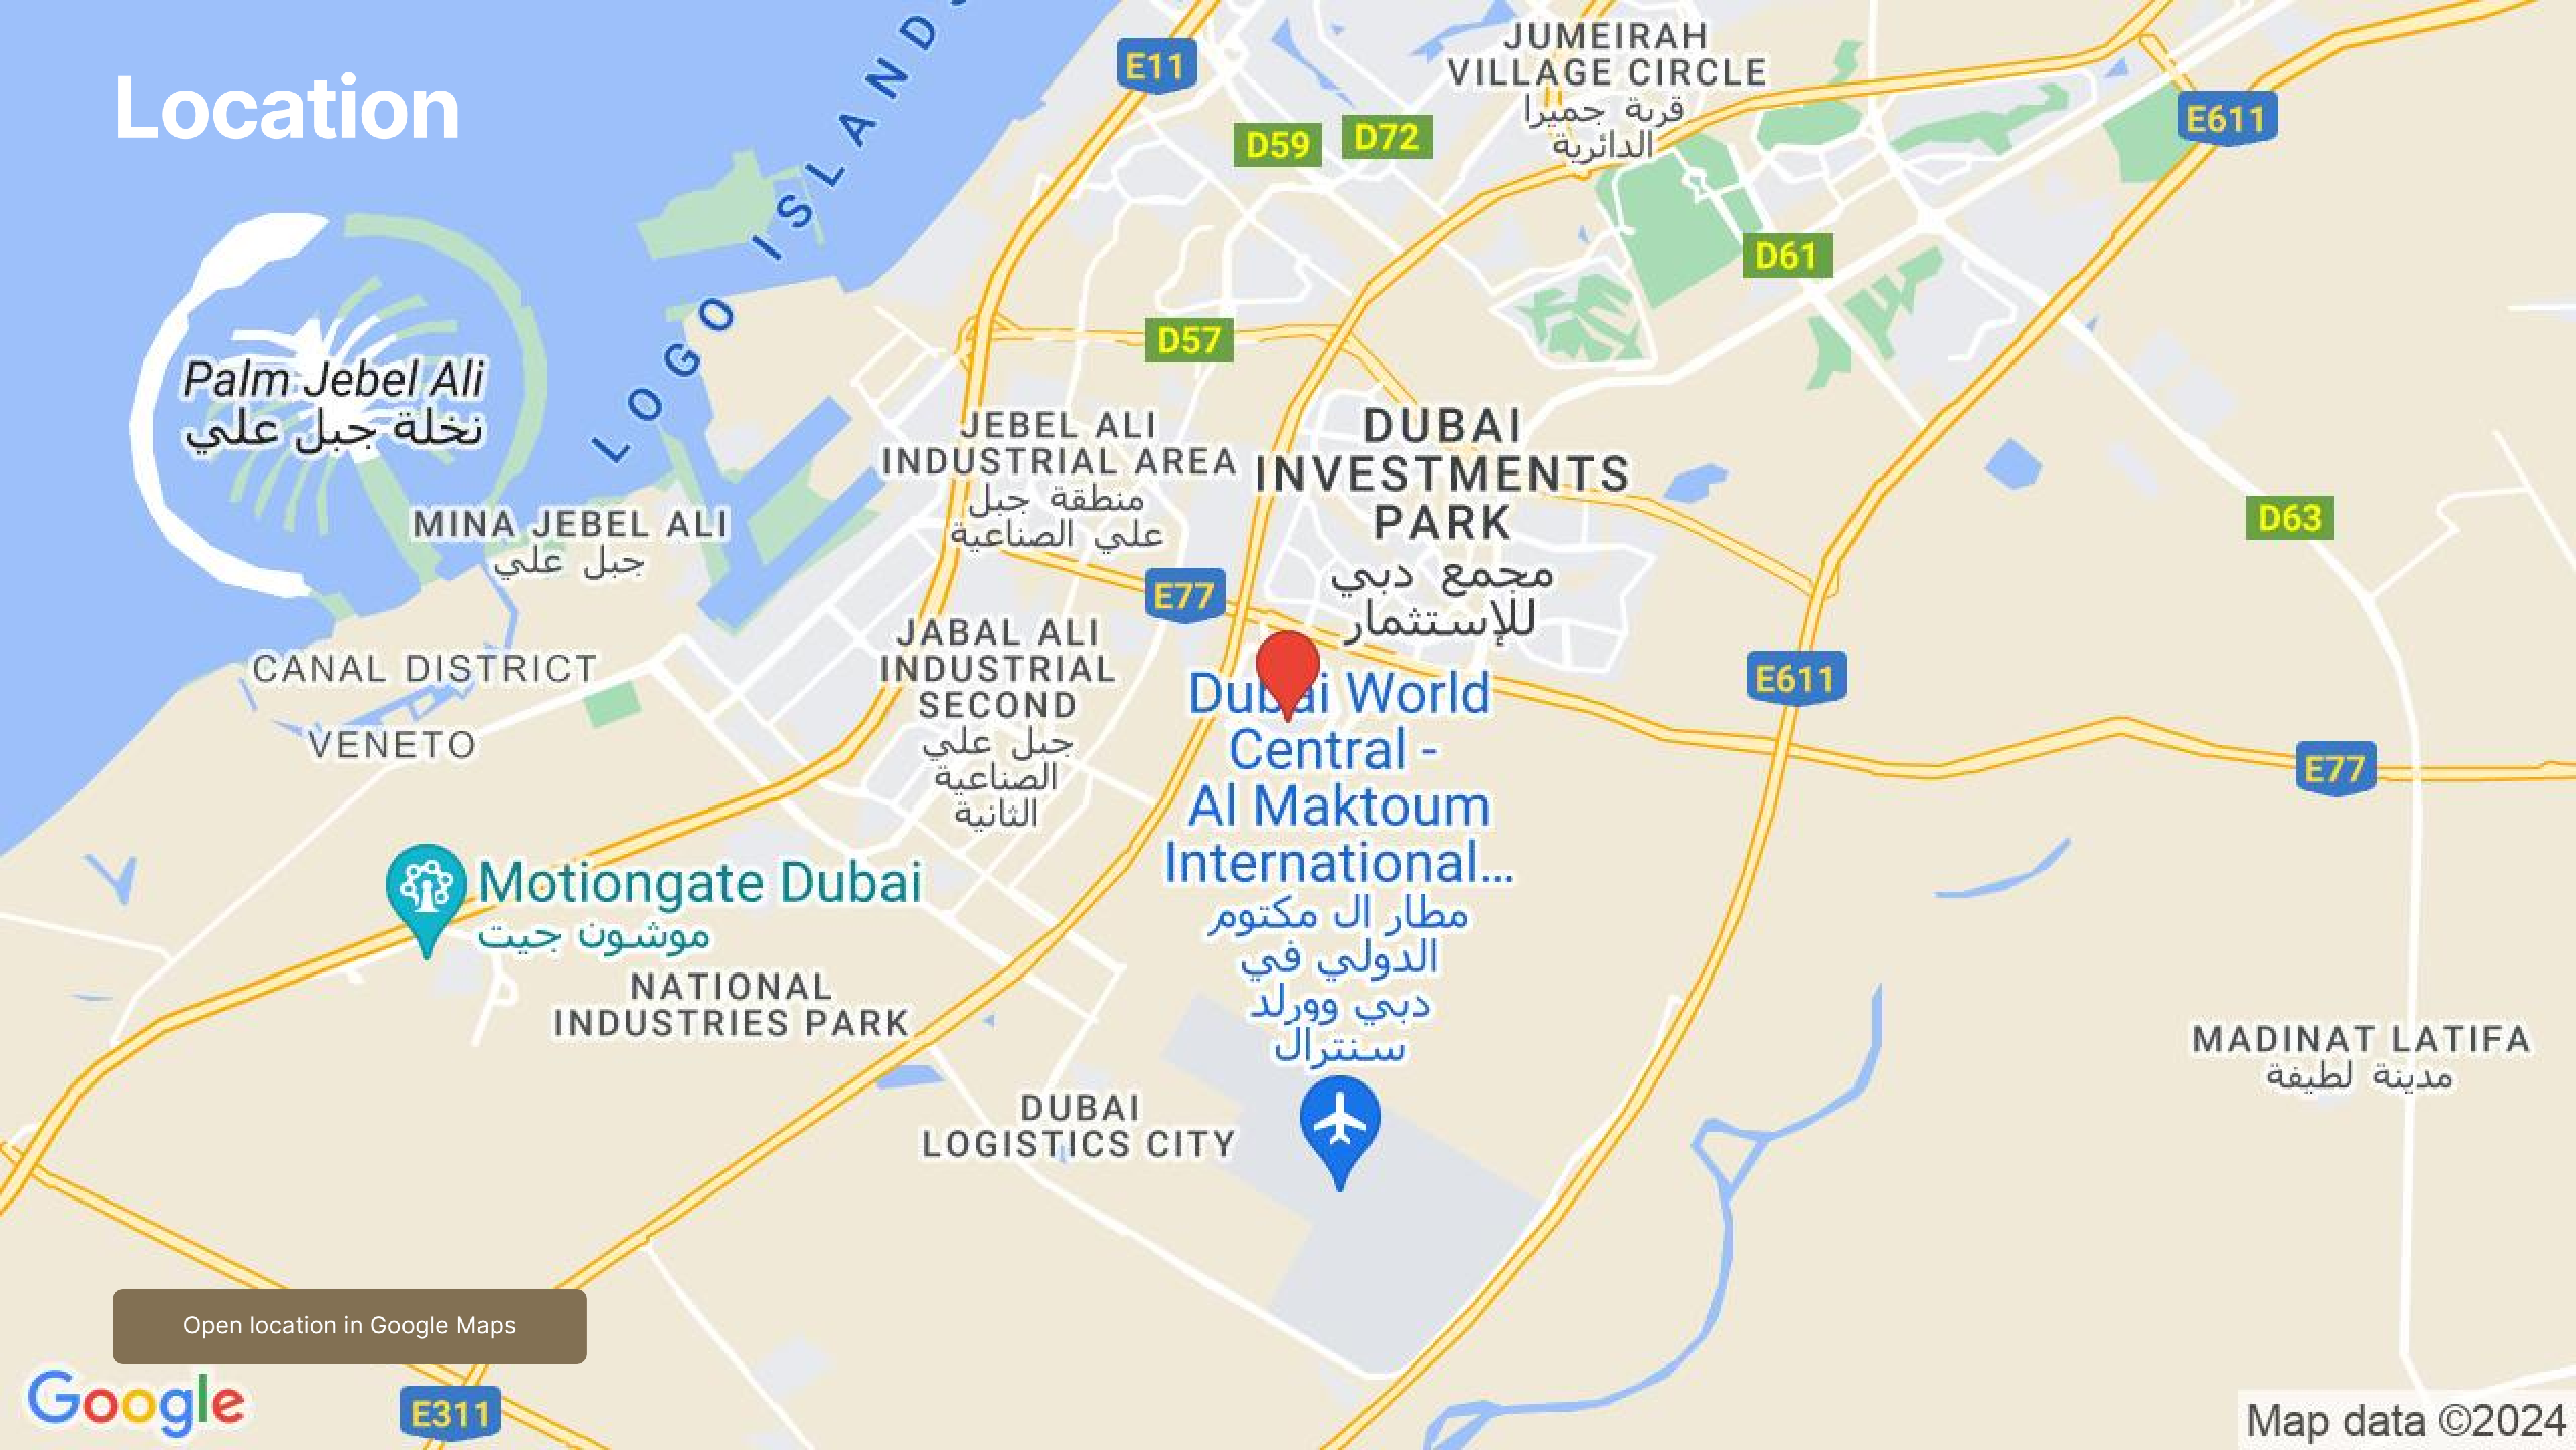 Location
LOGO ISLANDS
E11
JUMEIRAH
VILLAGE CIRCLE
قرية جميرا
الدائرية
D59
D72
E611
D61
D57
Palm Jebel Ali
نخلة جبل علي
JEBEL ALI
INDUSTRIAL AREA
منطقة جبل
علي الصناعية
DUBAI
INVESTMENTS
PARK
مجمع دبي
للإستثمار
D63
MINA JEBEL ALI
جبل علي
E77
JABAL ALI
INDUSTRIAL
SECOND
جبل علي
الصناعية
الثانية
CANAL DISTRICT
VENETO
E611
Dubai World
Central -
Al Maktoum
International...
مطار ال مكتوم
الدولي في
دبي وورلد
سنترال
E77
Motiongate Dubai
موشون جيت
NATIONAL
INDUSTRIES PARK
DUBAI
LOGISTICS CITY
MADINAT LATIFA
مدينة لطيفة
Open location in Google Maps
Google
E311
Map data ©2024